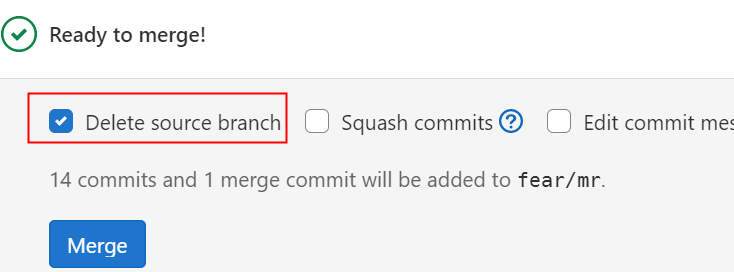 Ready to merge!
Delete source branch Squash commits ? Edit commit mes
14 commits and 1 merge commit will be added to fear/mr.
Merge